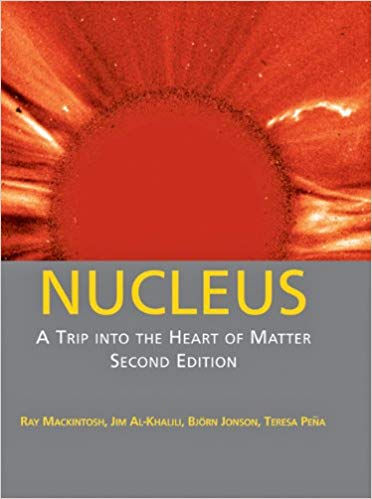 NUCLEUS
A TRIP INTO THE HEART OF MATTER
SECOND EDITION
RAY MACKINTOSH, JIM AL-KHALILI, BJÖRN JONSON, TERESA PEÑA